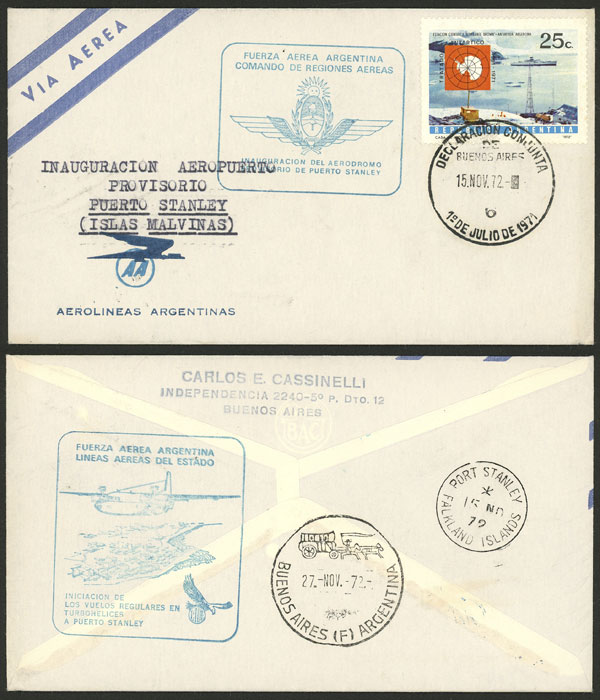 VIA AEREA
FUERZA AEREA ARGENTINA
COMANDO DE REGIONES AEREAS
INAUGURACION DEL AERODROMO
DE PUERTO STANLEY
25c.
INAUGURACION AEROPUERTO
PROVISORIO
PUERTO STANLEY
(ISLAS MALVINAS)
AA
AEROLINEAS ARGENTINAS
DECLARACION CONJUNTA
DE
BUENOS AIRES
15.NOV.72.-
6
1º DE JULIO DE 1971
CARLOS E. CASSINELLI
INDEPENDENCIA 2240-5º P. DTO. 12
BUENOS AIRES
BAC
FUERZA AEREA ARGENTINA
LINEAS AEREAS DEL ESTADO
INICIACION DE
LOS VUELOS REGULARES EN
TURBOHELICES
A PUERTO STANLEY
27.-NOV.-72.-
BUENOS AIRES (F) ARGENTINA
PORT STANLEY
15 NO
72
FALKLAND ISLANDS